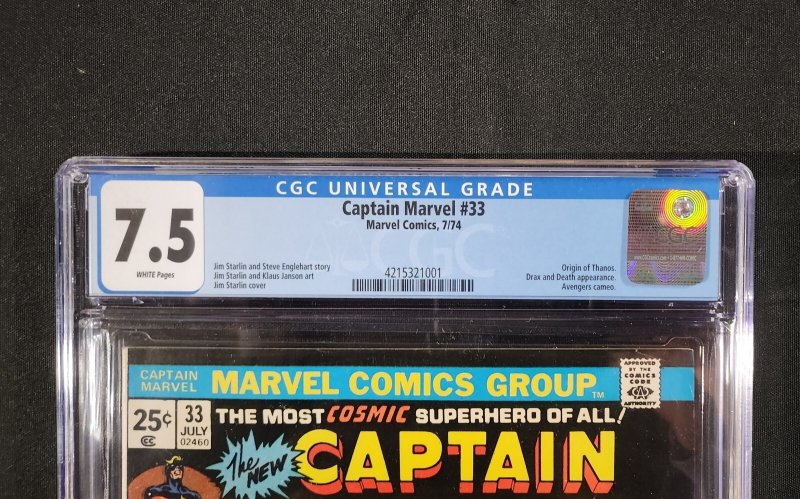 CGC UNIVERSAL GRADE
7.5
WHITE Pages
Captain Marvel #33
Marvel Comics, 7/74
Jim Starlin and Steve Englehart story
Jim Starlin and Klaus Janson art
Jim Starlin cover
4215321001
Origin of Thanos.
Drax and Death appearance.
Avengers cameo.
CGC
CAPTAIN
MARVEL
MARVEL COMICS GROUP™
APPROVED
BY THE
COMICS
CODE
AUTHORITY
25¢
CC
33
JULY
02460
THE MOST COSMIC SUPERHERO OF ALL!
The NEW
CAPTAIN